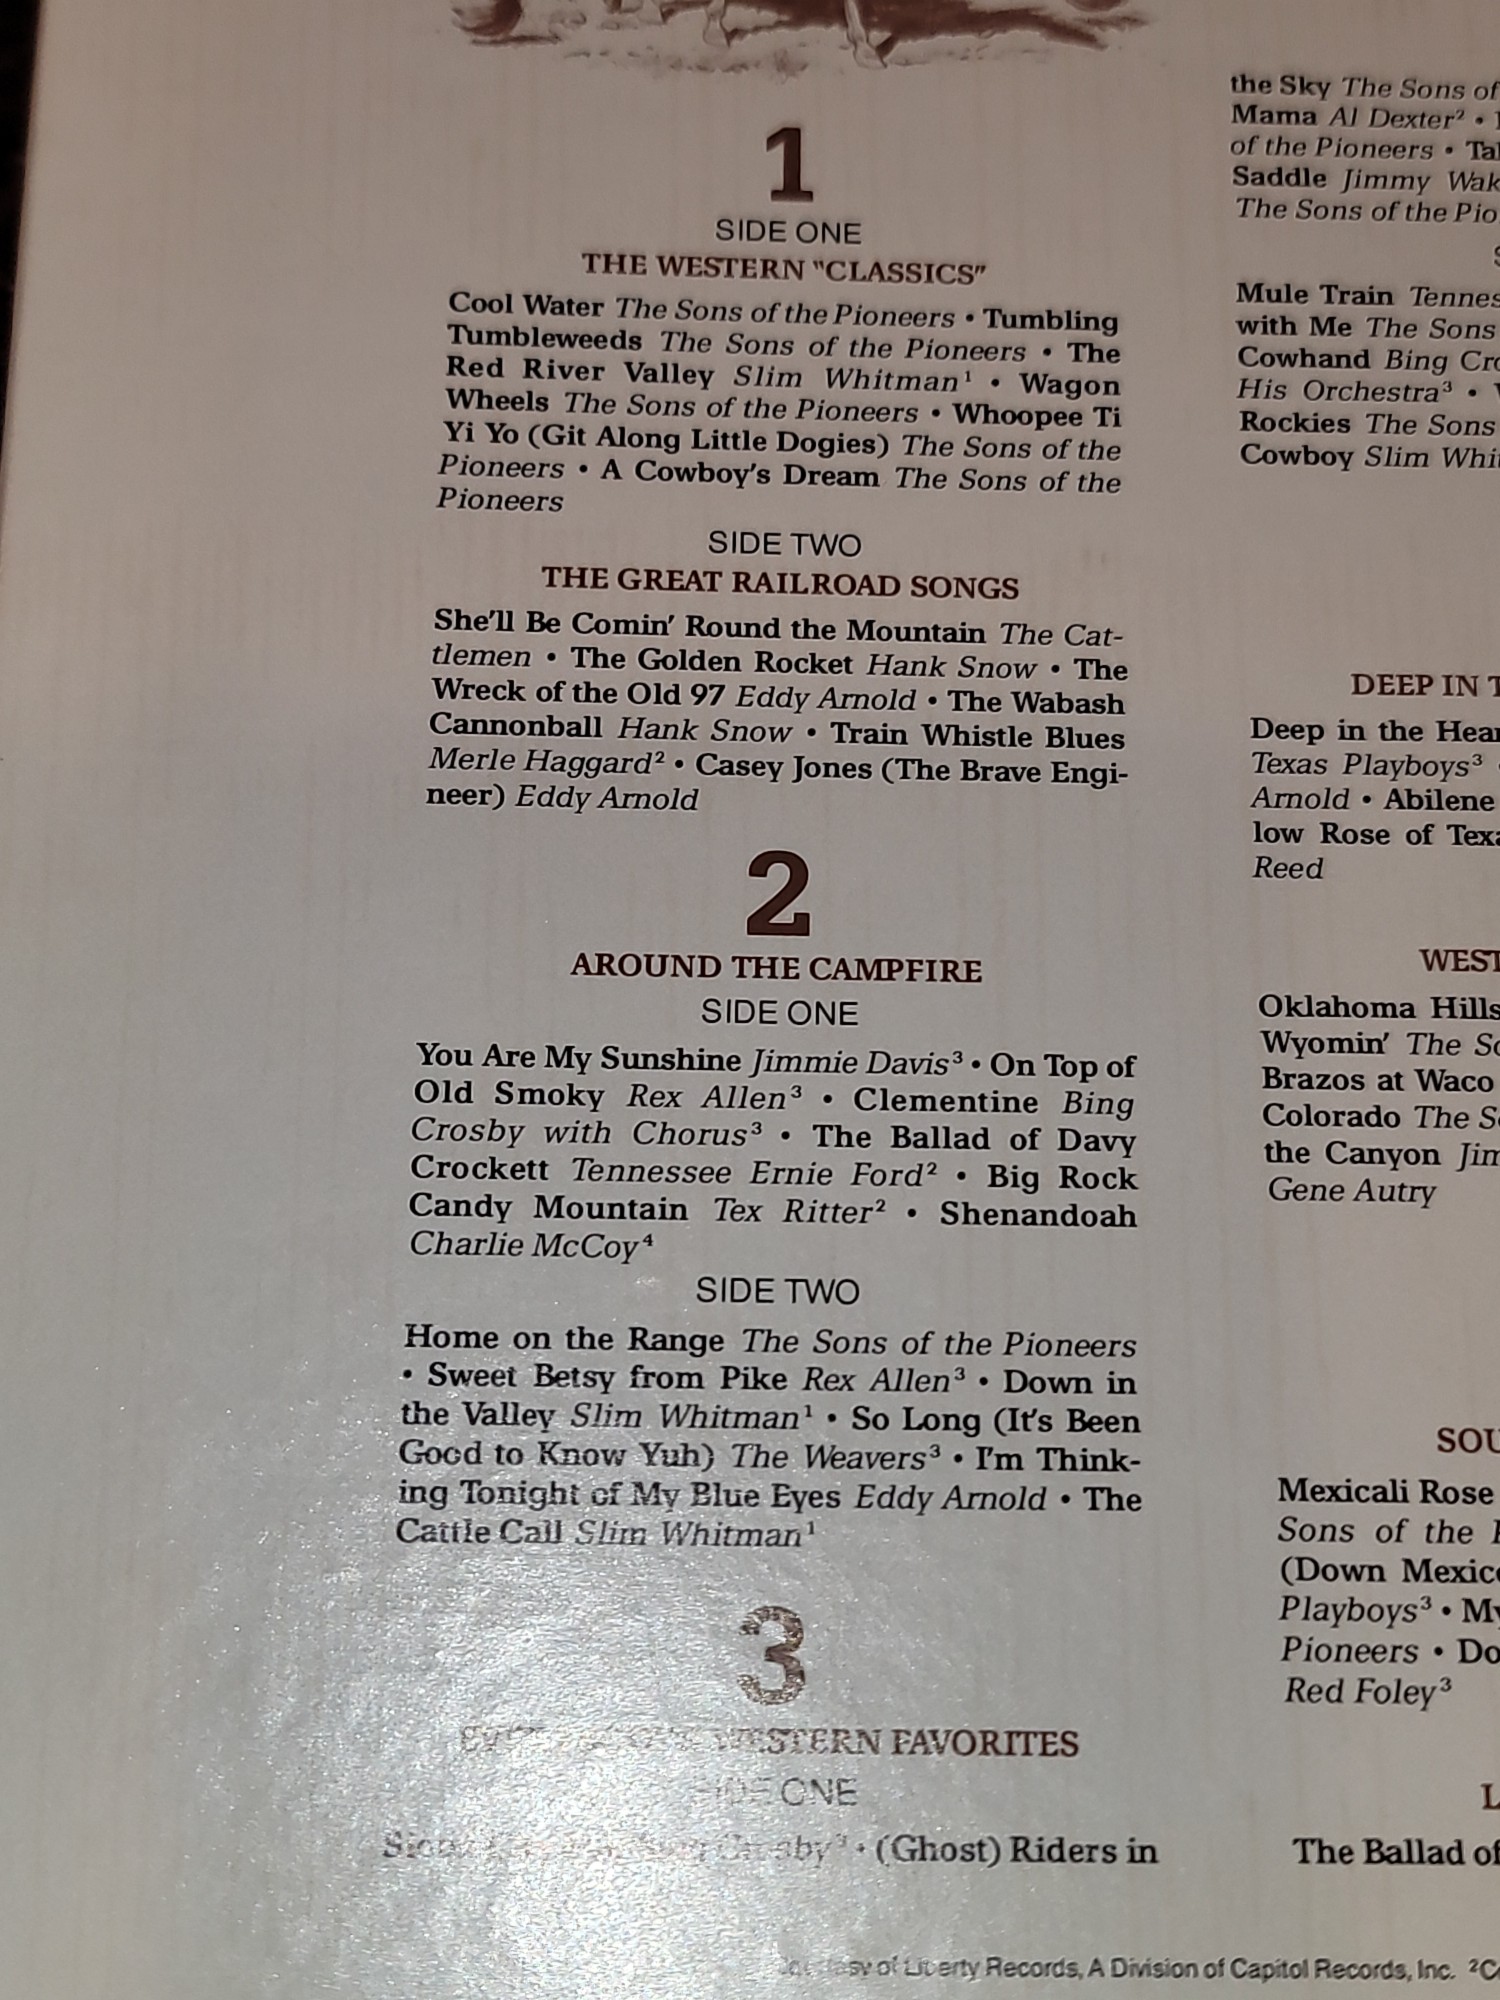 1
SIDE ONE
THE WESTERN "CLASSICS"
Cool Water The Sons of the Pioneers • Tumbling
Tumbleweeds The Sons of the Pioneers • The
Red River Valley Slim Whitman¹ • Wagon
Wheels The Sons of the Pioneers • Whoopee Ti
Yi Yo (Git Along Little Dogies) The Sons of the
Pioneers • A Cowboy's Dream The Sons of the
Pioneers
SIDE TWO
THE GREAT RAILROAD SONGS
She'll Be Comin' Round the Mountain The Cat-
tlemen • The Golden Rocket Hank Snow • The
Wreck of the Old 97 Eddy Arnold • The Wabash
Cannonball Hank Snow • Train Whistle Blues
Merle Haggard² • Casey Jones (The Brave Engi-
neer) Eddy Arnold
2
AROUND THE CAMPFIRE
SIDE ONE
You Are My Sunshine Jimmie Davis³ • On Top of
Old Smoky Rex Allen³ • Clementine Bing
Crosby with Chorus³ • The Ballad of Davy
Crockett Tennessee Ernie Ford² • Big Rock
Candy Mountain Tex Ritter² • Shenandoah
Charlie McCoy⁴
SIDE TWO
Home on the Range The Sons of the Pioneers
• Sweet Betsy from Pike Rex Allen³ • Down in
the Valley Slim Whitman¹ • So Long (It's Been
Good to Know Yuh) The Weavers³ • I'm Think-
ing Tonight of My Blue Eyes Eddy Arnold • The
Cattle Call Slim Whitman¹
3
WESTERN FAVORITES
SIDE ONE
Crosby³ • (Ghost) Riders in
the Sky The Sons of
Mama Al Dexter² •
of the Pioneers •
Saddle Jimmy
The Sons of the
Mule Train
with Me The Sons
Cowhand Bing
His Orchestra³ •
Rockies The Sons
Cowboy Slim
DEEP IN
Deep in the
Texas Playboys³ •
Arnold • Abilene
low Rose of
Reed
WEST
Oklahoma Hills
Wyomin' The
Brazos at Waco
Colorado The
the Canyon
Gene Autry
Mexicali Rose
Sons of the
(Down
Playboys³ •
Pioneers •
Red Foley³
The Ballad of
of Liberty Records, A Division of Capitol Records, Inc. ²